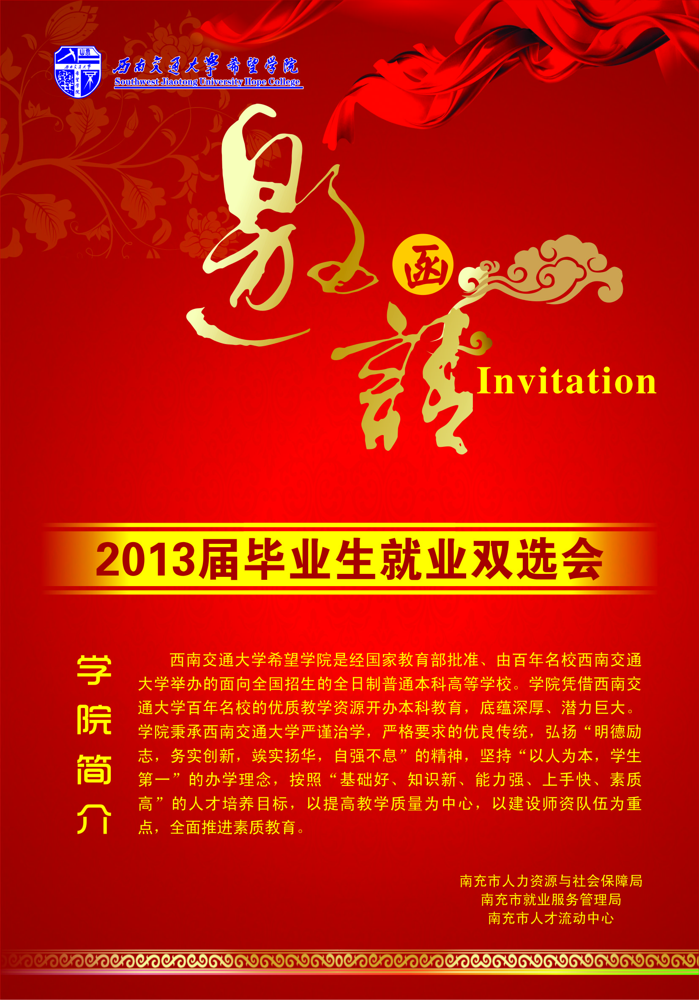 西南交通大學希望学院
Southwest Jiaotong University Hope College
西南交通大學
希望学院
邀請
函
Invitation
2013届毕业生就业双选会
学院简介
西南交通大学希望学院是经国家教育部批准、由百年名校西南交通
大学举办的面向全国招生的全日制普通本科高等学校。学院凭借西南交
通大学百年名校的优质教学资源开办本科教育，底蕴深厚、潜力巨大。
学院秉承西南交通大学严谨治学，严格要求的优良传统，弘扬“明德励
志，务实创新，竢实扬华，自强不息”的精神，坚持“以人为本，学生
第一”的办学理念，按照“基础好、知识新、能力强、上手快、素质
高”的人才培养目标，以提高教学质量为中心，以建设师资队伍为重
点，全面推进素质教育。
南充市人力资源与社会保障局
南充市就业服务管理局
南充市人才流动中心